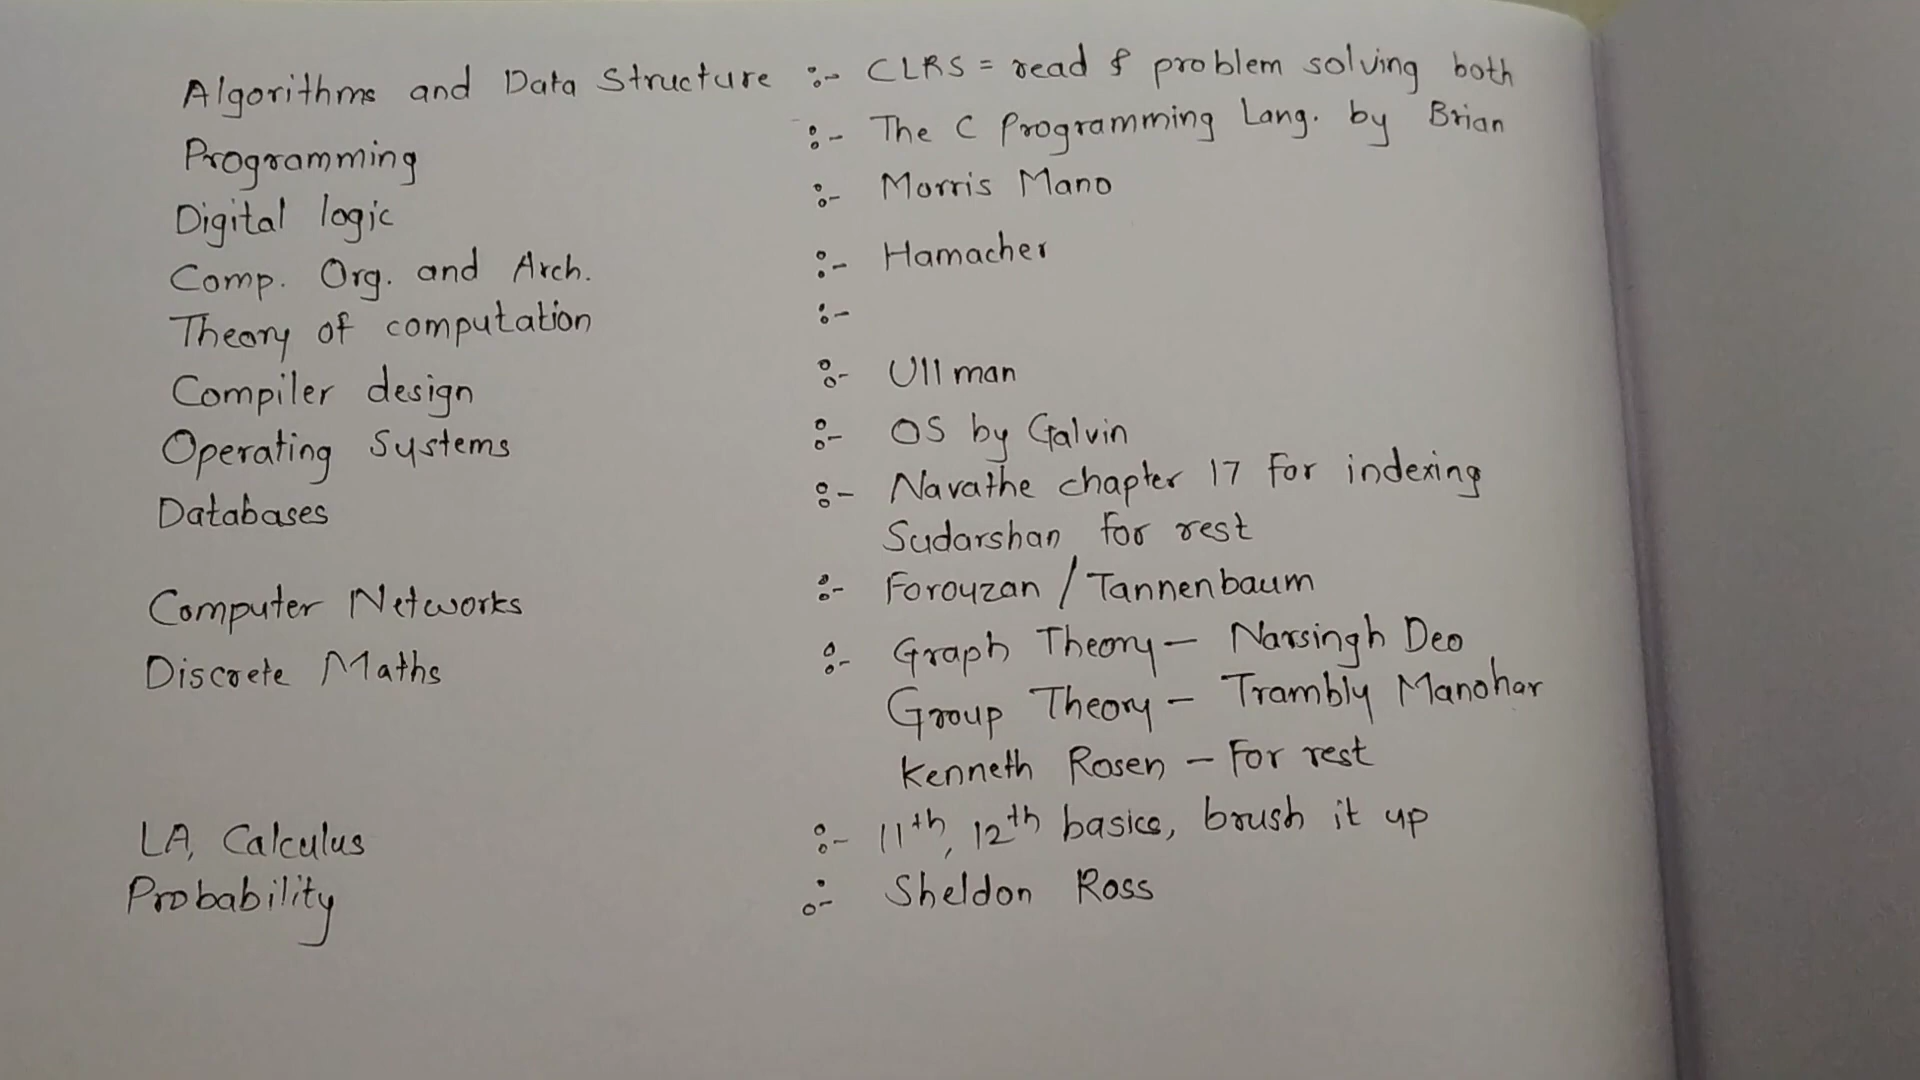 Algorithms and Data Structure :- CLRS = read & problem solving both
Programming :- The C Programming Lang. by Brian
Digital logic :- Morris Mano
Comp. Org. and Arch. :- Hamacher
Theory of computation :-
Compiler design :- Ullman
Operating Systems :- OS by Galvin
Databases :- Navathe chapter 17 for indexing
Sudarshan for rest
Computer Networks :- Forouzan / Tannenbaum
Discrete Maths :- Graph Theory - Narsingh Deo
Group Theory - Trambly Manohar
Kenneth Rosen - For rest
LA, Calculus :- 11th, 12th basics, brush it up
Probability :- Sheldon Ross